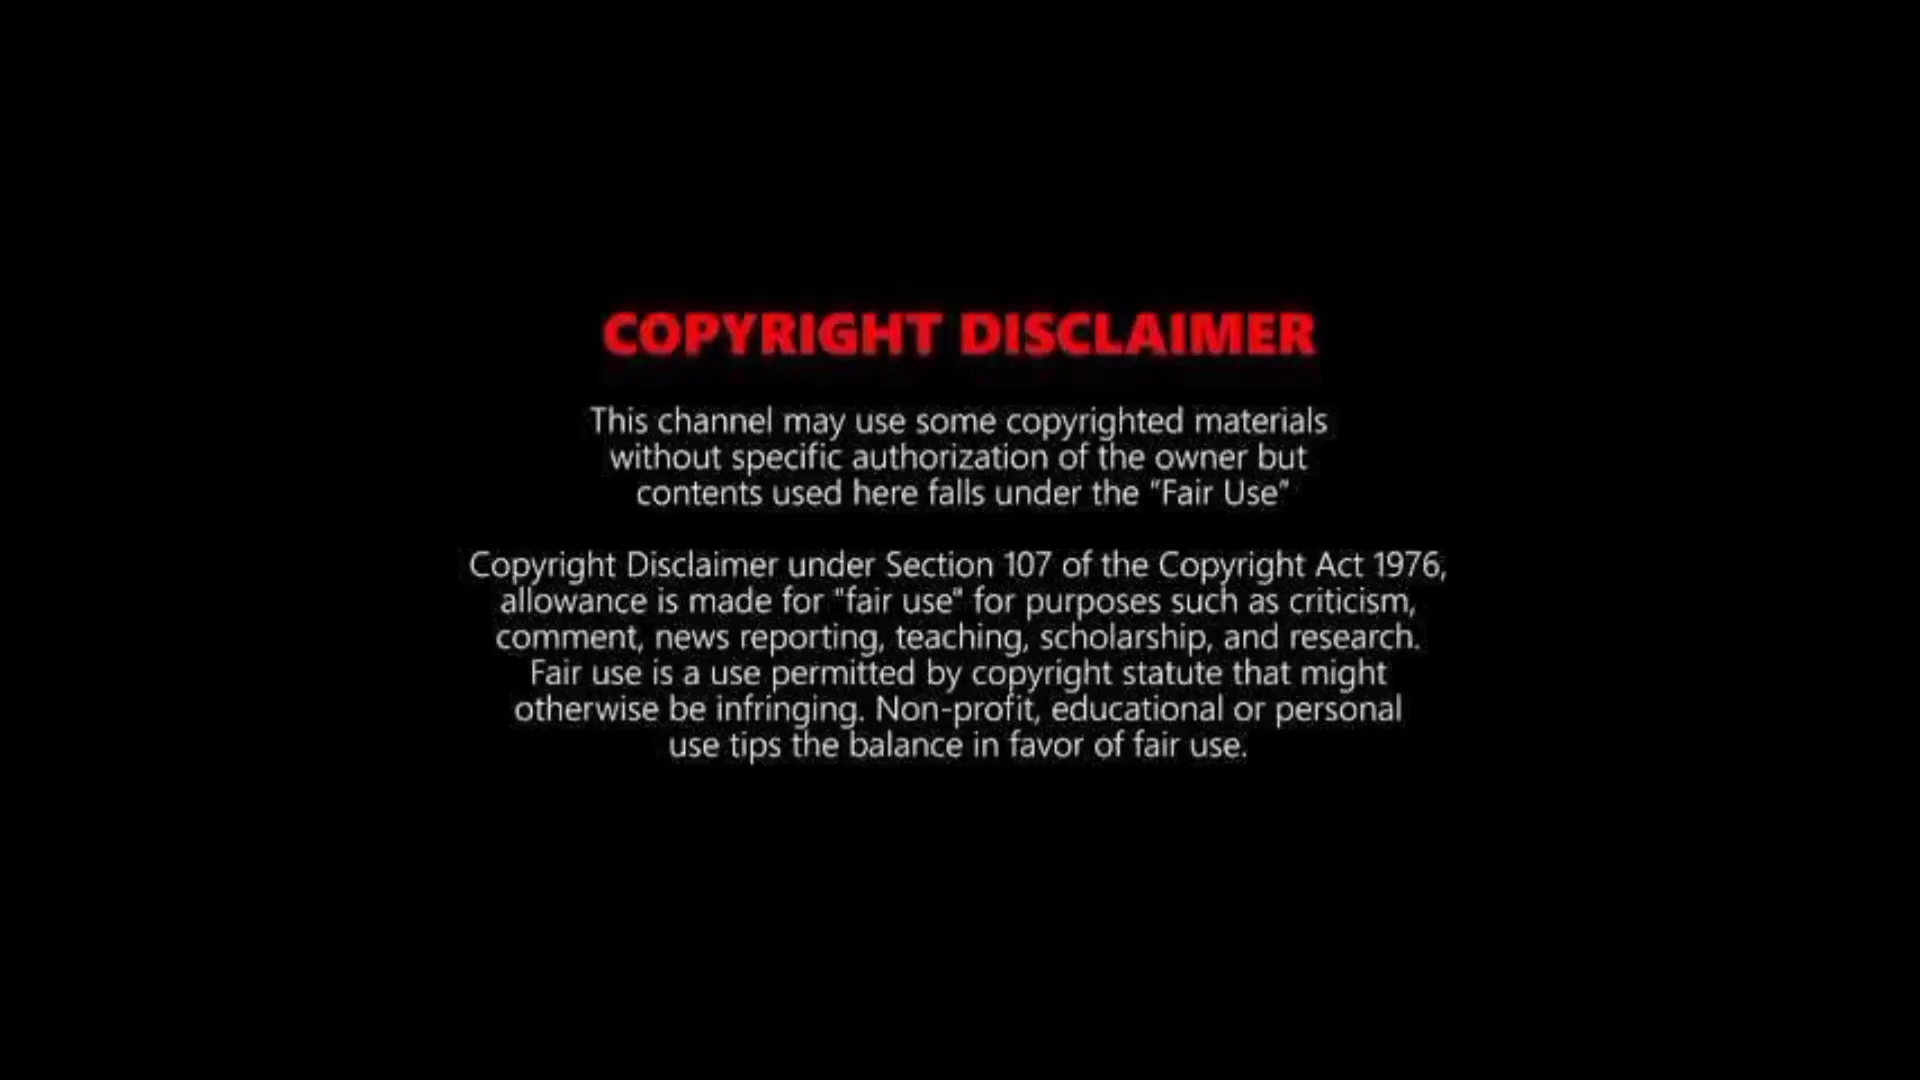 COPYRIGHT DISCLAIMER
This channel may use some copyrighted materials
without specific authorization of the owner but
contents used here falls under the "Fair Use"
Copyright Disclaimer under Section 107 of the Copyright Act 1976,
allowance is made for "fair use" for purposes such as criticism,
comment, news reporting, teaching, scholarship, and research.
Fair use is a use permitted by copyright statute that might
otherwise be infringing. Non-profit, educational or personal
use tips the balance in favor of fair use.